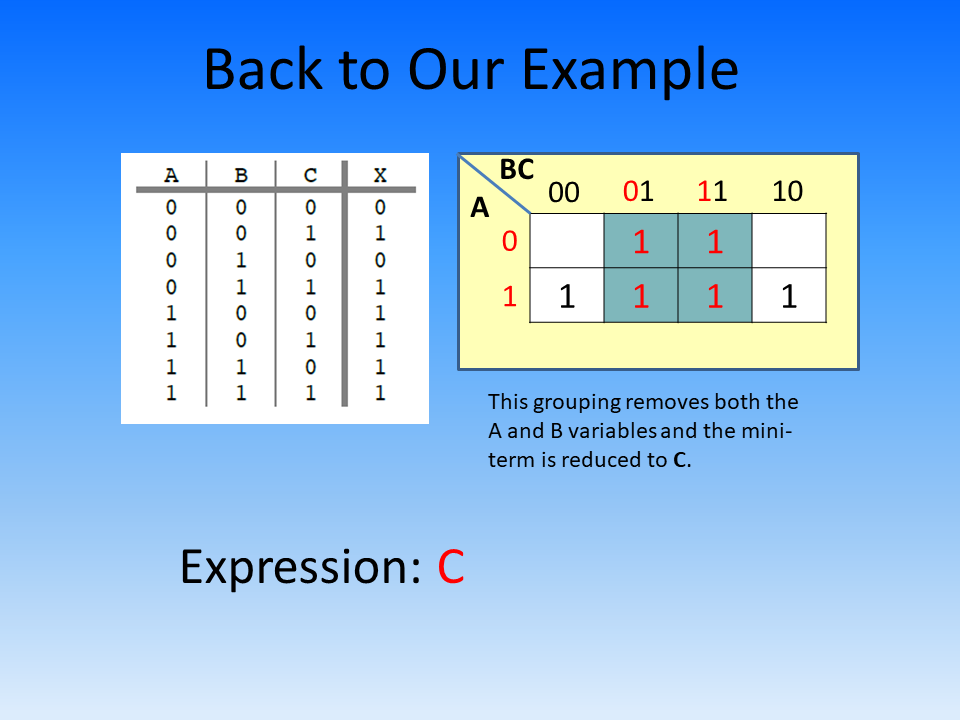 Back to Our Example
A B C X
0 0 0 0
0 0 1 1
0 1 0 0
0 1 1 1
1 0 0 1
1 0 1 1
1 1 0 1
1 1 1 1
BC
A
00 01 11 10
0 1 1
1 1 1 1 1
This grouping removes both the
A and B variables and the mini-
term is reduced to C.
Expression: C